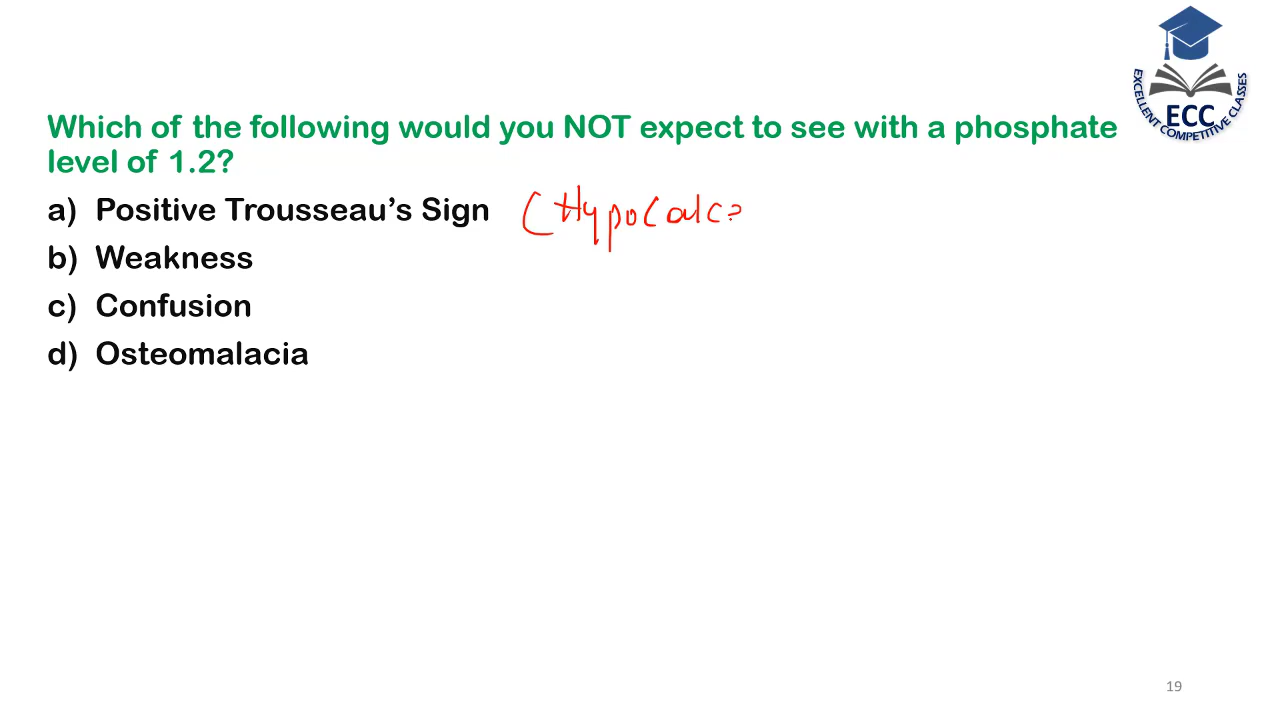 EXCELLENT COMPETITIVE CLASSES
ECC
Which of the following would you NOT expect to see with a phosphate
level of 1.2?
a) Positive Trousseau's Sign (HypoCalc
b) Weakness
c) Confusion
d) Osteomalacia
19